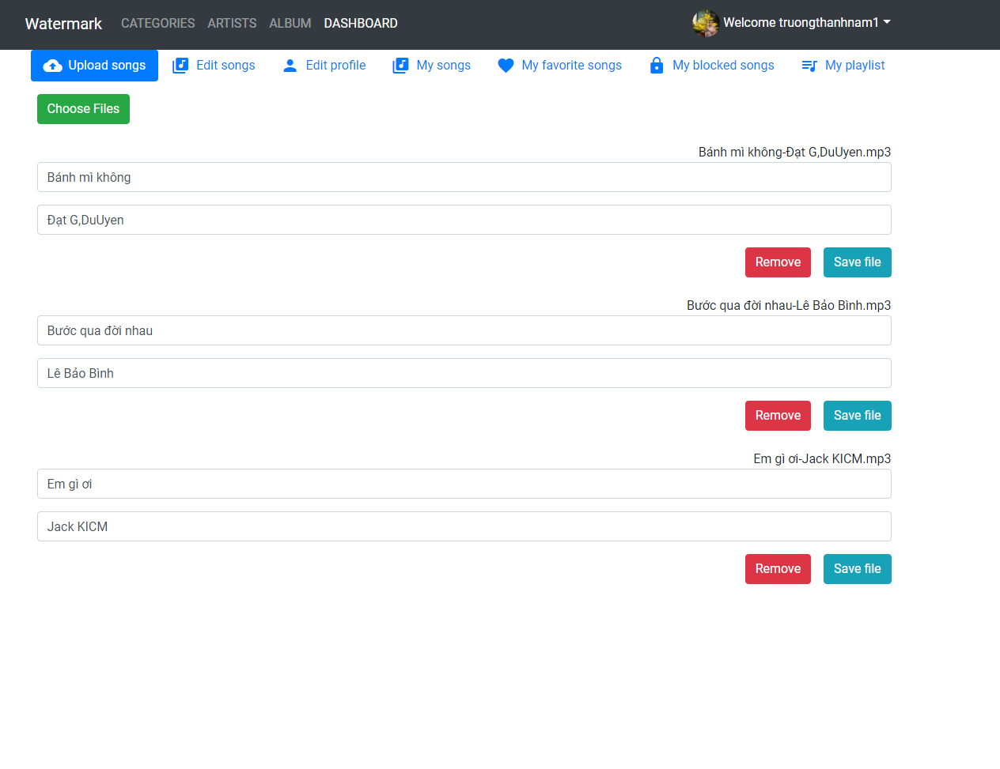 Watermark CATEGORIES ARTISTS ALBUM DASHBOARD Welcome truongthanhnam1
Upload songs Edit songs Edit profile My songs My favorite songs My blocked songs My playlist
Choose Files
Bánh mì không-Đạt G,DuUyen.mp3
Bánh mì không
Đạt G,DuUyen
Remove Save file
Bước qua đời nhau-Lê Bảo Bình.mp3
Bước qua đời nhau
Lê Bảo Bình
Remove Save file
Em gì ơi-Jack KICM.mp3
Em gì ơi
Jack KICM
Remove Save file